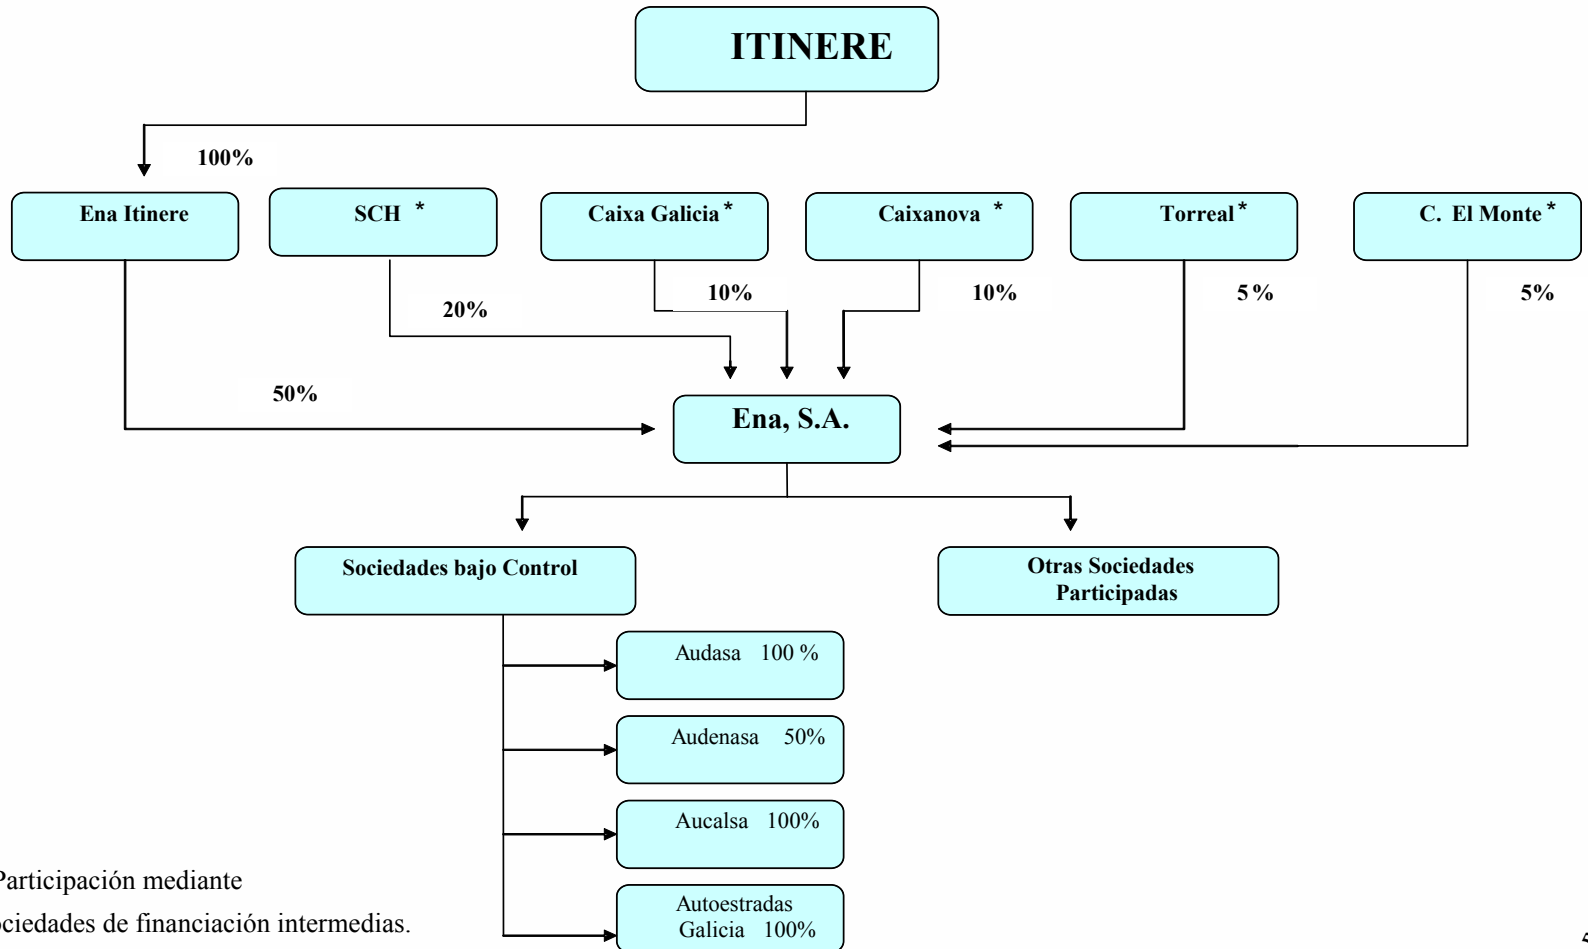 ITINERE
100%
Ena Itinere
SCH *
Caixa Galicia *
Caixanova *
Torreal *
C. El Monte *
20%
10%
10%
5%
5%
50%
Ena, S.A.
Sociedades bajo Control
Otras Sociedades
Participadas
Audasa 100 %
Audenasa 50%
Aucalsa 100%
Autoestradas
Galicia 100%
Participación mediante
ociedades de financiación intermedias.